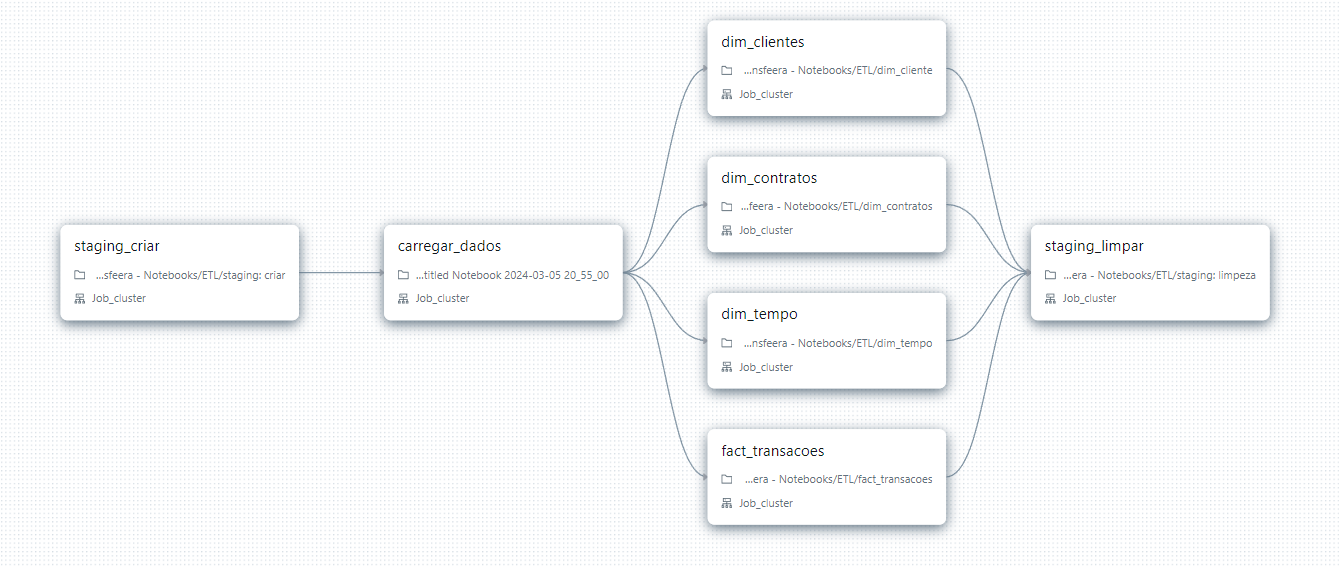 staging_criar
...sfeera - Notebooks/ETL/staging: criar
Job_cluster
carregar_dados
...titled Notebook 2024-03-05 20_55_00
Job_cluster
dim_clientes
...nsfeera - Notebooks/ETL/dim_cliente
Job_cluster
dim_contratos
...feera - Notebooks/ETL/dim_contratos
Job_cluster
dim_tempo
...nsfeera - Notebooks/ETL/dim_tempo
Job_cluster
fact_transacoes
...era - Notebooks/ETL/fact_transacoes
Job_cluster
staging_limpar
...era - Notebooks/ETL/staging: limpeza
Job_cluster